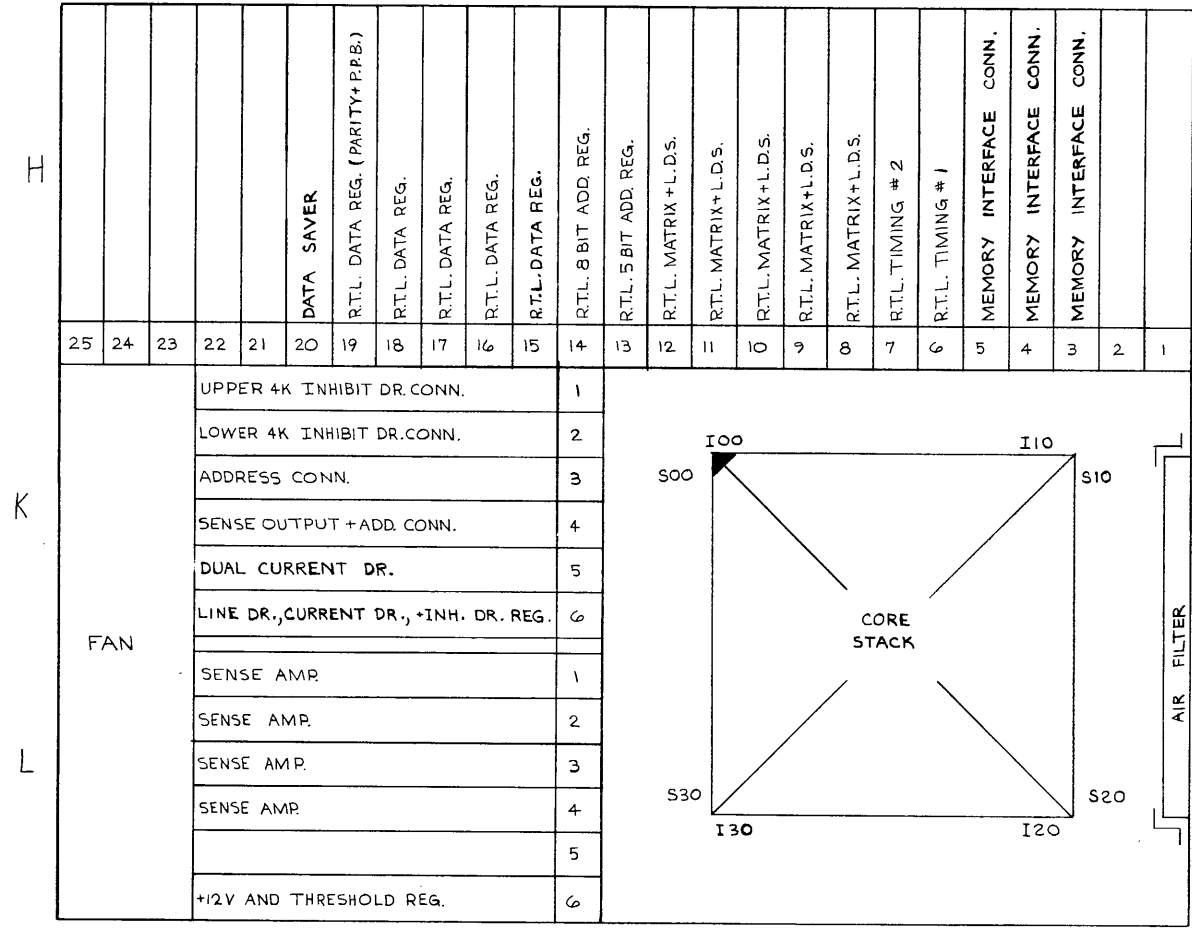 H
DATA SAVER
R.T.L. DATA REG. (PARITY+P.P.B.)
R.T.L. DATA REG.
R.T.L. DATA REG.
R.T.L. DATA REG.
R.T.L. DATA REG.
R.T.L. 8 BIT ADD. REG.
R.T.L. 5 BIT ADD. REG.
R.T.L. MATRIX+L.D.S.
R.T.L. MATRIX+L.D.S.
R.T.L. MATRIX+L.D.S.
R.T.L. MATRIX+L.D.S.
R.T.L. MATRIX+L.D.S.
R.T.L. TIMING #2
R.T.L. TIMING #1
MEMORY INTERFACE CONN.
MEMORY INTERFACE CONN.
MEMORY INTERFACE CONN.
25 24 23 22 21 20 19 18 17 16 15 14 13 12 11 10 9 8 7 6 5 4 3 2 1
K
L
FAN
UPPER 4K INHIBIT DR. CONN. 1
LOWER 4K INHIBIT DR. CONN. 2
ADDRESS CONN. 3
SENSE OUTPUT + ADD. CONN. 4
DUAL CURRENT DR. 5
LINE DR., CURRENT DR., +INH. DR. REG. 6
SENSE AMP. 1
SENSE AMP. 2
SENSE AMP. 3
SENSE AMP. 4
5
+12V AND THRESHOLD REG. 6
I00 I10
S00 S10
CORE
STACK
S30 S20
I30 I20
AIR FILTER